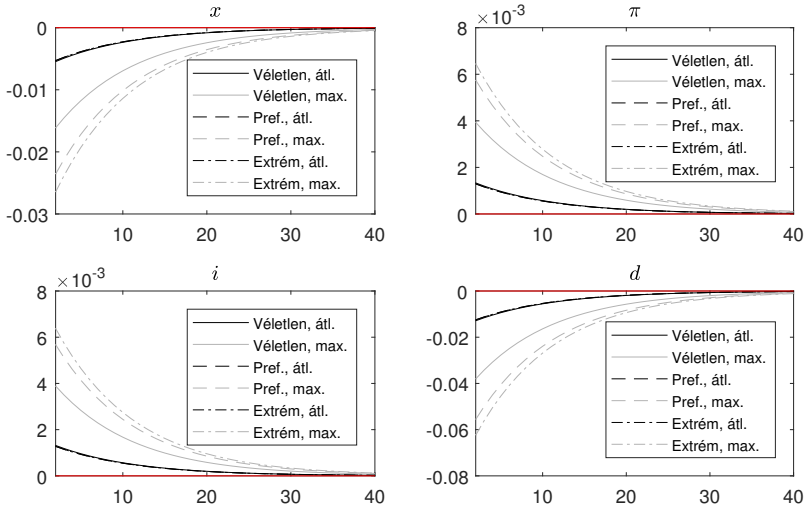 x
0
-0.01
-0.02
-0.03
10
20
30
40
Véletlen, átl.
Véletlen, max.
Pref., átl.
Pref., max.
Extrém, átl.
Extrém, max.
×10⁻³
π
8
6
4
2
0
10
20
30
40
Véletlen, átl.
Véletlen, max.
Pref., átl.
Pref., max.
Extrém, átl.
Extrém, max.
×10⁻³
i
8
6
4
2
0
10
20
30
40
Véletlen, átl.
Véletlen, max.
Pref., átl.
Pref., max.
Extrém, átl.
Extrém, max.
d
0
-0.02
-0.04
-0.06
-0.08
10
20
30
40
Véletlen, átl.
Véletlen, max.
Pref., átl.
Pref., max.
Extrém, átl.
Extrém, max.